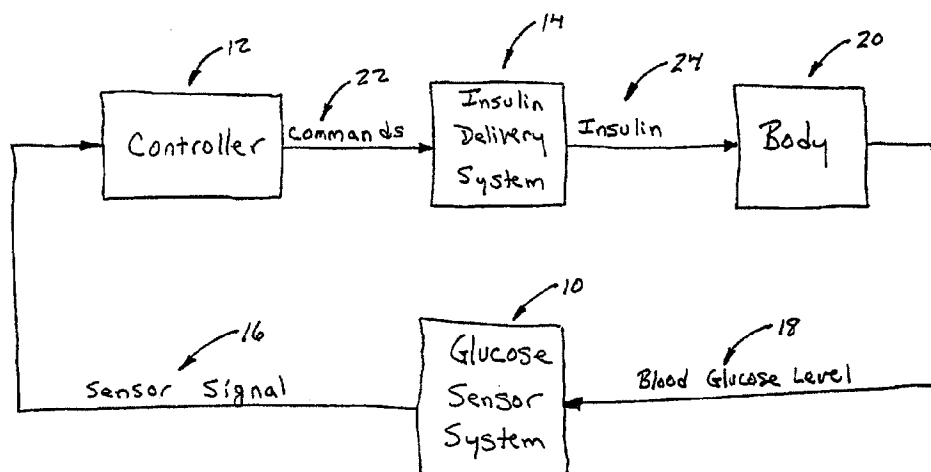 12
22
14
24
20
Controller
Commands
Insulin
Delivery
System
Insulin
Body
16
Sensor Signal
10
Glucose
Sensor
System
18
Blood Glucose Level